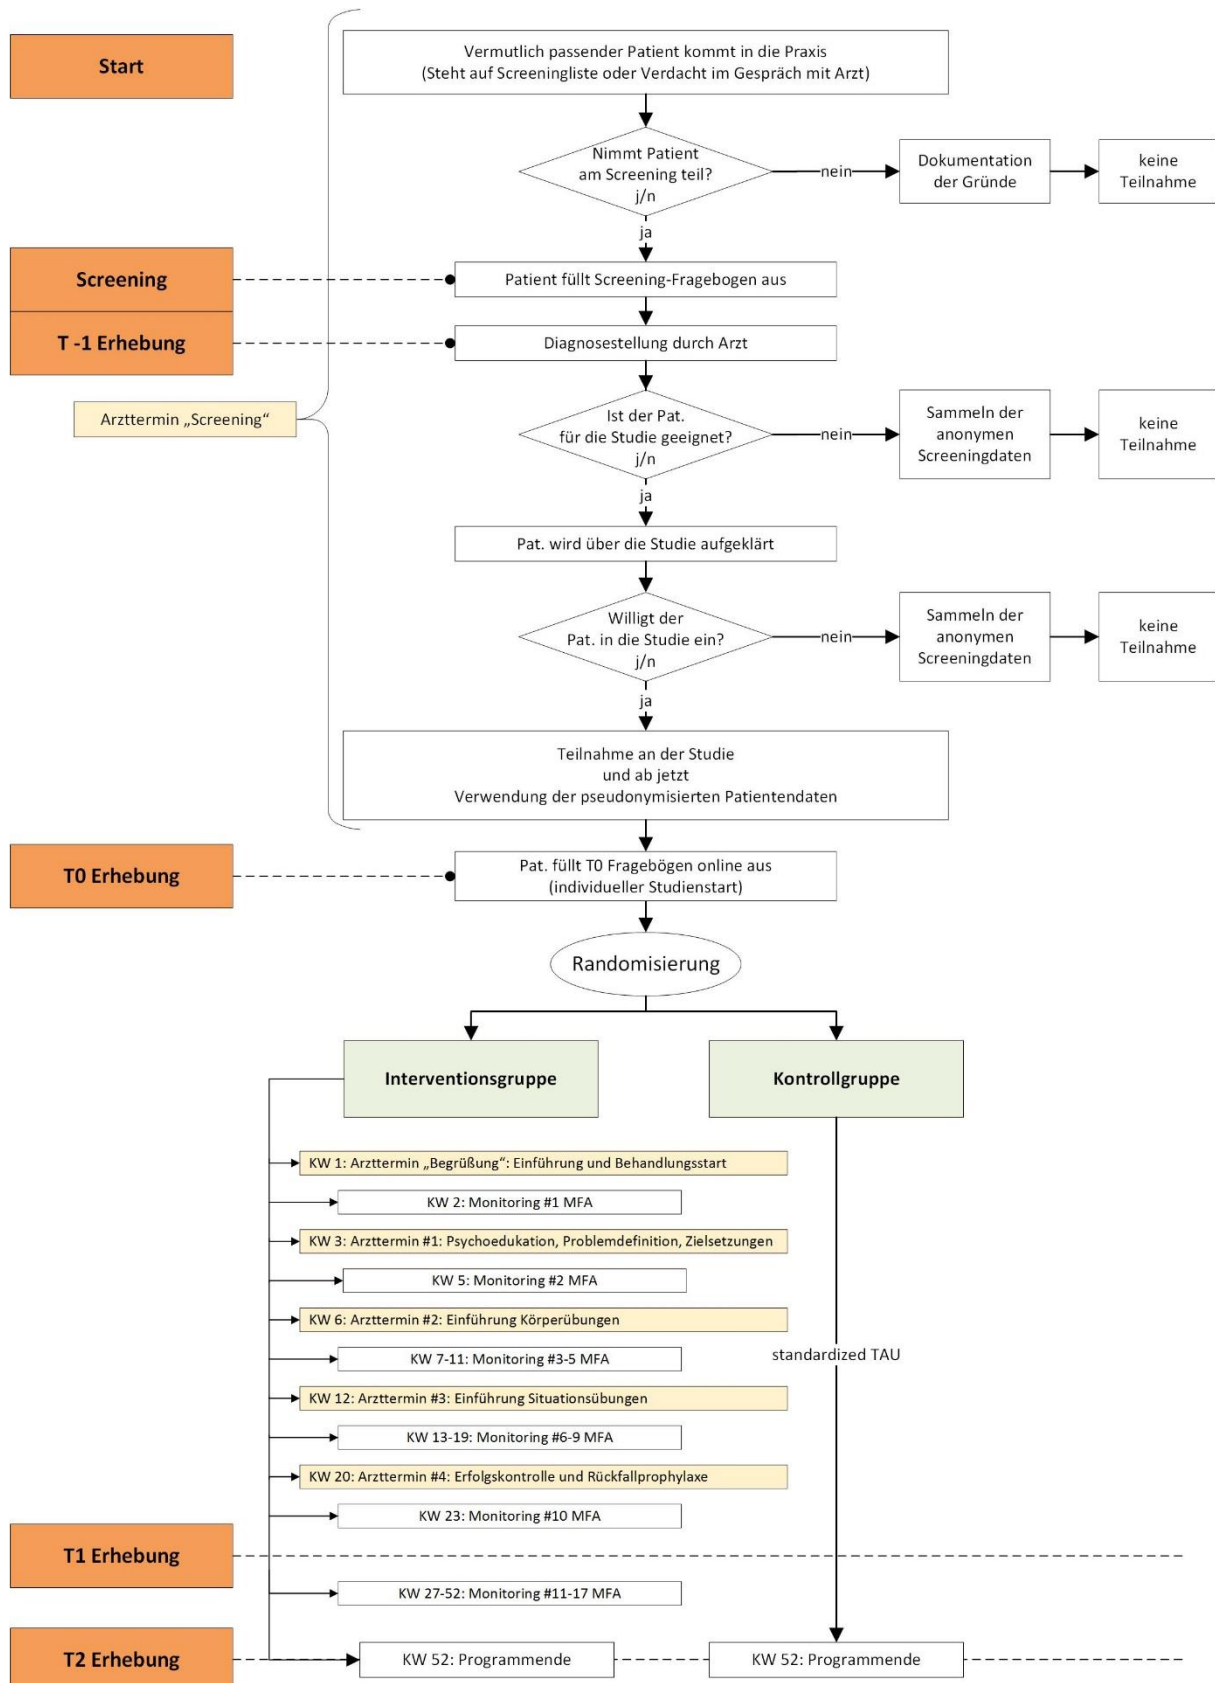 Start
Vermutlich passender Patient kommt in die Praxis
(Steht auf Screeningliste oder Verdacht im Gespräch mit Arzt)
Nimmt Patient
am Screening teil?
j/n
nein
Dokumentation
der Gründe
keine
Teilnahme
ja
Screening
Patient füllt Screening-Fragebogen aus
T -1 Erhebung
Diagnosestellung durch Arzt
Arzttermin „Screening“
Ist der Pat.
für die Studie geeignet?
j/n
nein
Sammeln der
anonymen
Screeningdaten
keine
Teilnahme
ja
Pat. wird über die Studie aufgeklärt
Willigt der
Pat. in die Studie ein?
j/n
nein
Sammeln der
anonymen
Screeningdaten
keine
Teilnahme
ja
Teilnahme an der Studie
und ab jetzt
Verwendung der pseudonymisierten Patientendaten
T0 Erhebung
Pat. füllt T0 Fragebögen online aus
(individueller Studienstart)
Randomisierung
Interventionsgruppe
Kontrollgruppe
KW 1: Arzttermin „Begrüßung“: Einführung und Behandlungsstart
KW 2: Monitoring #1 MFA
KW 3: Arzttermin #1: Psychoedukation, Problemdefinition, Zielsetzungen
KW 5: Monitoring #2 MFA
KW 6: Arzttermin #2: Einführung Körperübungen
KW 7-11: Monitoring #3-5 MFA
standardized TAU
KW 12: Arzttermin #3: Einführung Situationsübungen
KW 13-19: Monitoring #6-9 MFA
KW 20: Arzttermin #4: Erfolgskontrolle und Rückfallprophylaxe
KW 23: Monitoring #10 MFA
T1 Erhebung
KW 27-52: Monitoring #11-17 MFA
T2 Erhebung
KW 52: Programmende
KW 52: Programmende